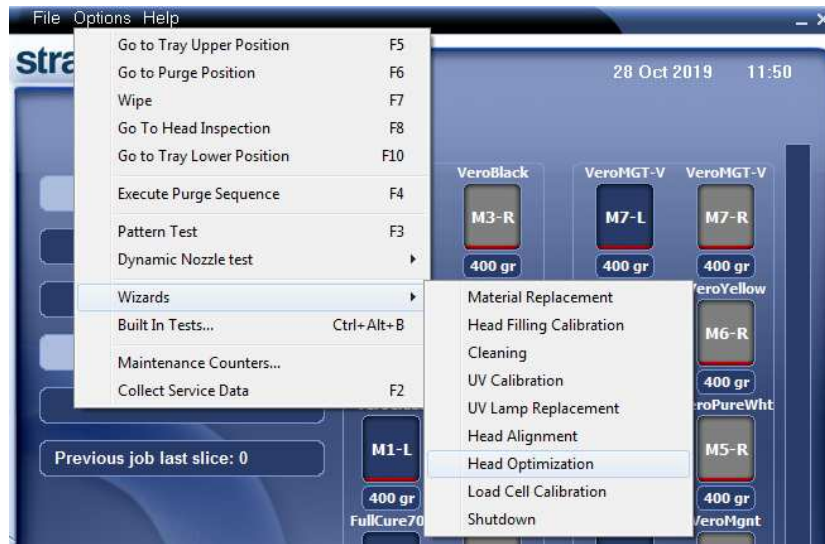 File Options Help
28 Oct 2019 11:50
Go to Tray Upper Position F5
Go to Purge Position F6
Wipe F7
Go To Head Inspection F8
Go to Tray Lower Position F10
Execute Purge Sequence F4
Pattern Test F3
Dynamic Nozzle test
Wizards
Built In Tests... Ctrl+Alt+B
Maintenance Counters...
Collect Service Data F2
Material Replacement
Head Filling Calibration
Cleaning
UV Calibration
UV Lamp Replacement
Head Alignment
Head Optimization
Load Cell Calibration
Shutdown
VeroBlack VeroMGT-V VeroMGT-V
M3-R M7-L M7-R
400 gr 400 gr 400 gr
M6-R
400 gr
Previous job last slice: 0
M1-L M5-R
400 gr 400 gr